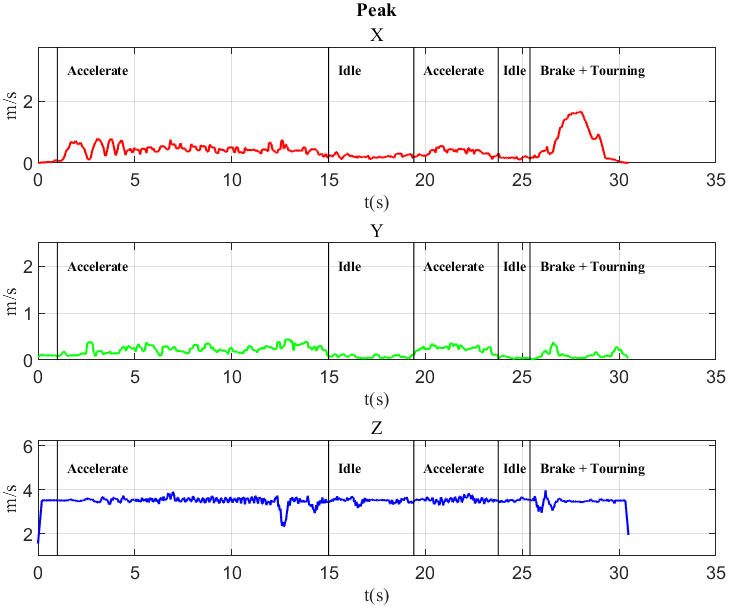 Peak
X
Accelerate Idle Accelerate Idle Brake + Tourning
m/s
2
0
0 5 10 15 20 25 30 35
t(s)
Y
Accelerate Idle Accelerate Idle Brake + Tourning
m/s
2
1
0
0 5 10 15 20 25 30 35
t(s)
Z
6
Accelerate Idle Accelerate Idle Brake + Tourning
m/s
4
2
0 5 10 15 20 25 30 35
t(s)